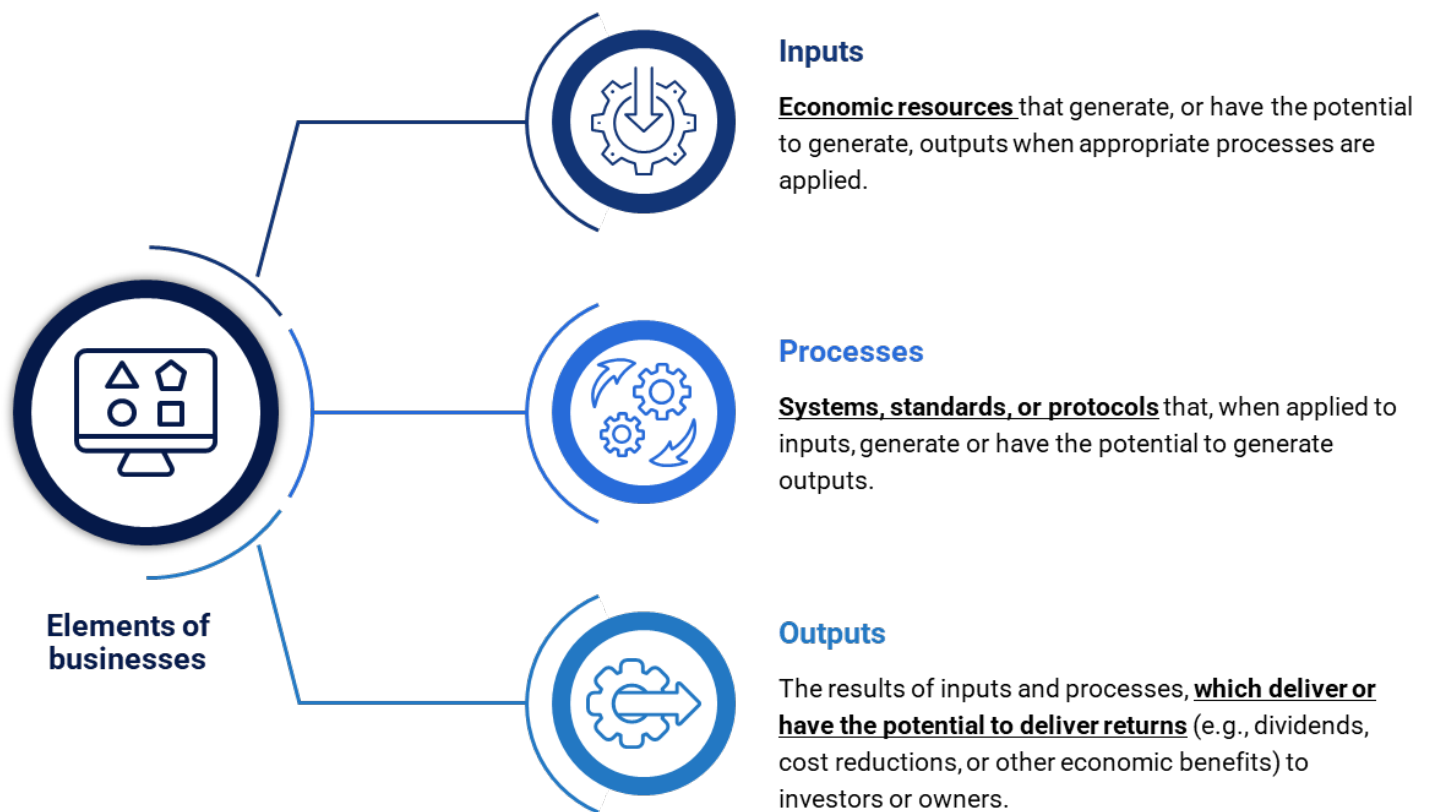 Inputs
Economic resources that generate, or have the potential
to generate, outputs when appropriate processes are
applied.
Processes
Systems, standards, or protocols that, when applied to
inputs, generate or have the potential to generate
outputs.
Elements of
businesses
Outputs
The results of inputs and processes, which deliver or
have the potential to deliver returns (e.g., dividends,
cost reductions, or other economic benefits) to
investors or owners.